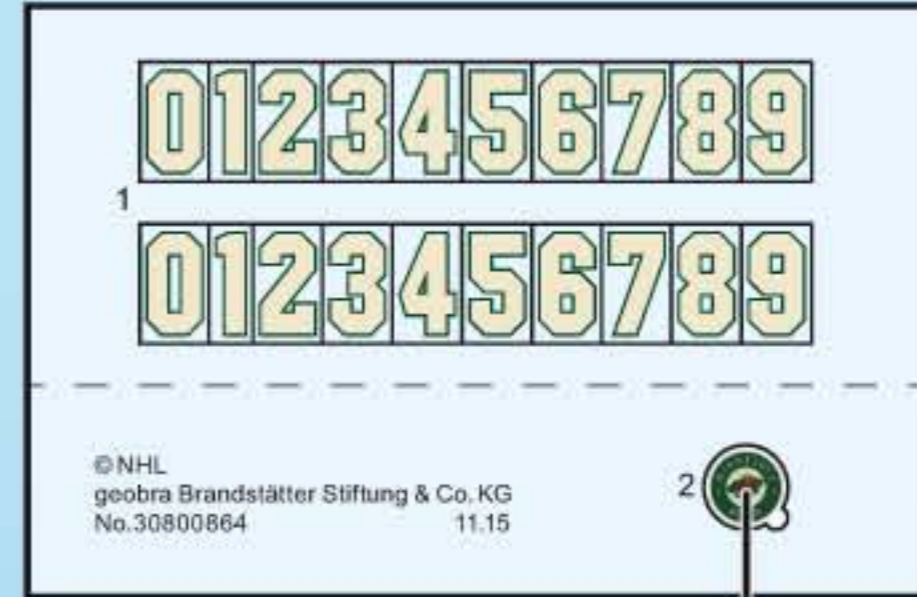 0123456789
1
0123456789
© NHL
geobra Brandstätter Stiftung & Co. KG
No.30800864 11.15
2